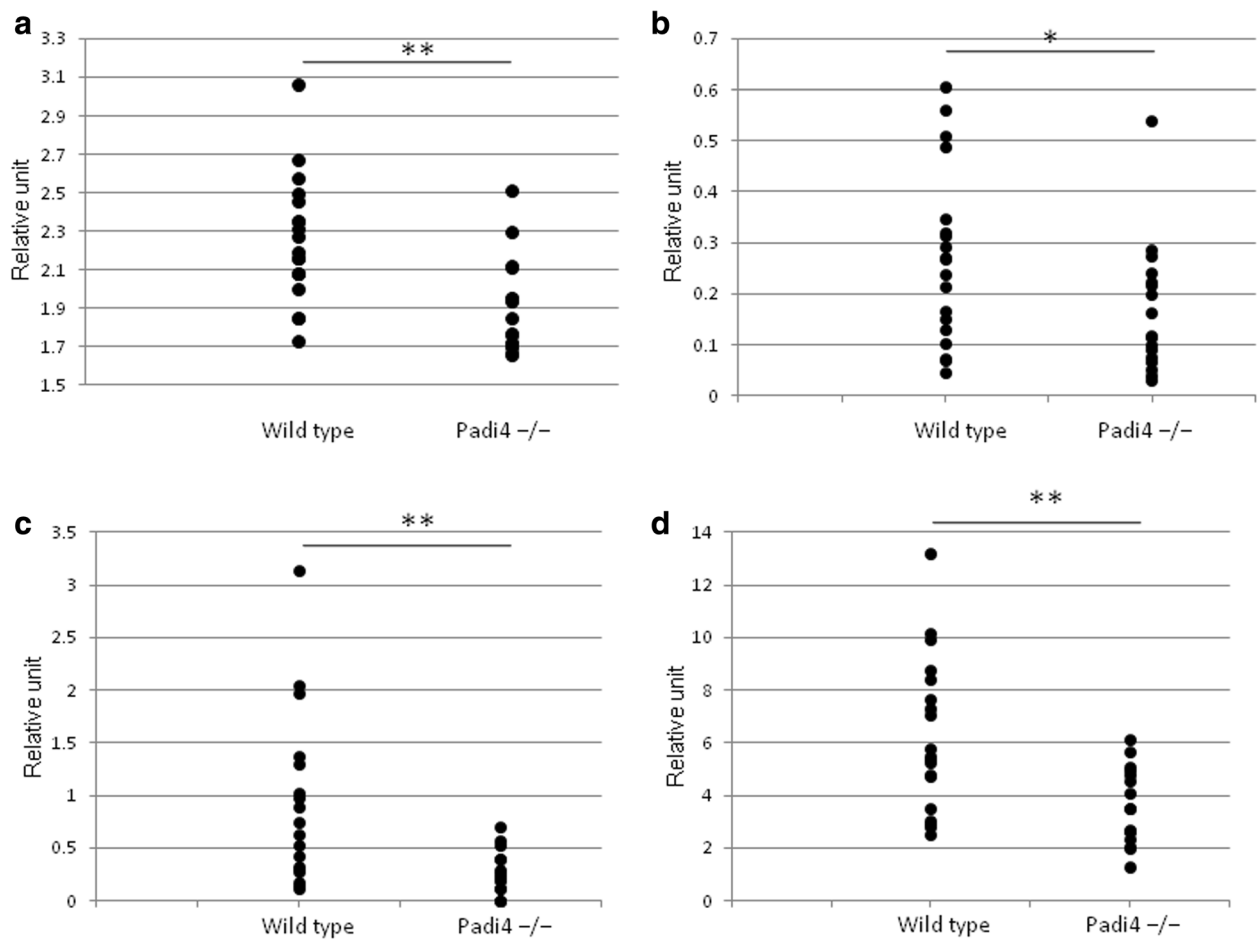 a
**
3.3
3.1
2.9
2.7
2.5
2.3
2.1
1.9
1.7
1.5
Relative unit
Wild type
Padi4 −/−
b
*
0.7
0.6
0.5
0.4
0.3
0.2
0.1
0
Relative unit
Wild type
Padi4 −/−
c
**
3.5
3
2.5
2
1.5
1
0.5
0
Relative unit
Wild type
Padi4 −/−
d
**
14
12
10
8
6
4
2
0
Relative unit
Wild type
Padi4 −/−